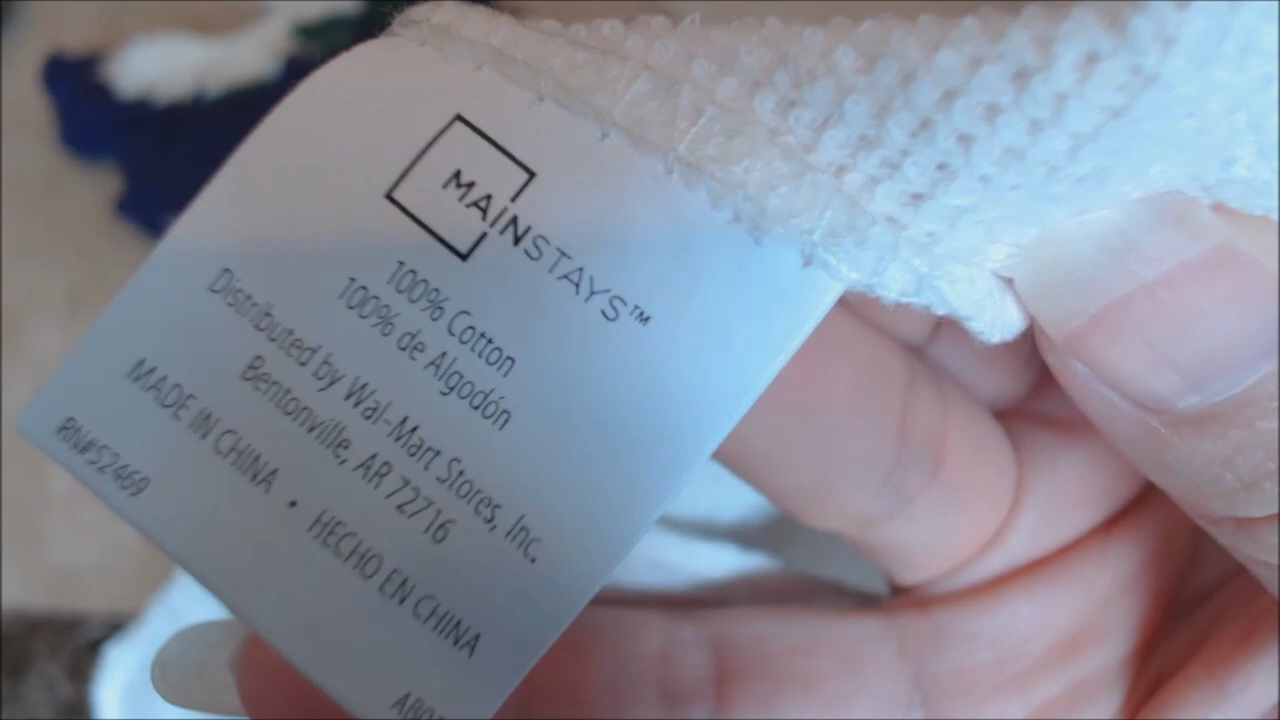 MAINSTAYS™
100% Cotton
100% de Algodón
Distributed by Wal-Mart Stores, Inc.
Bentonville, AR 72716
MADE IN CHINA • HECHO EN CHINA
RN#52469